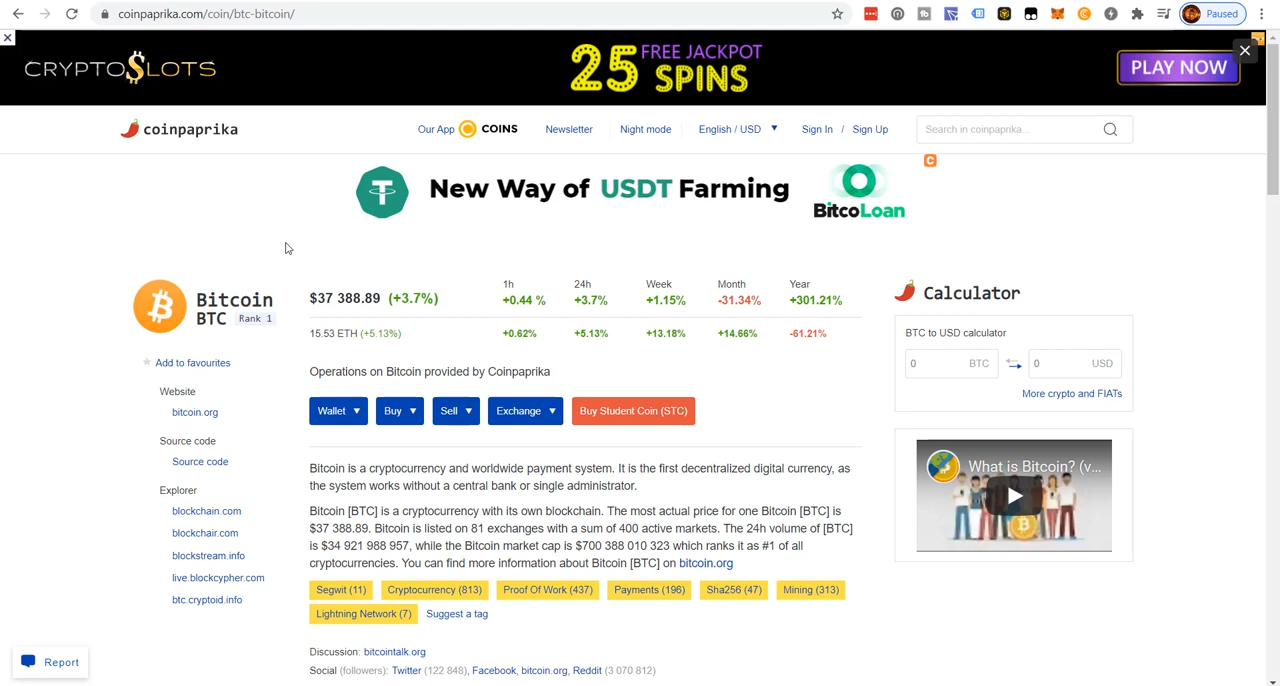 coinpaprika.com/coin/btc-bitcoin/
Paused
CRYPTO$LOTS
25 FREE JACKPOT SPINS
PLAY NOW
coinpaprika
Our App COINS Newsletter Night mode English / USD Sign In / Sign Up Search in coinpaprika...
New Way of USDT Farming
BitcoLoan
Bitcoin
BTC Rank 1
Add to favourites
Website
bitcoin.org
Source code
Source code
Explorer
blockchain.com
blockchair.com
blockstream.info
live.blockcypher.com
btc.cryptoid.info
Report
1h 24h Week Month Year
$37 388.89 (+3.7%) +0.44 % +3.7% +1.15% -31.34% +301.21%
15.53 ETH (+5.13%) +0.62% +5.13% +13.18% +14.66% -61.21%
Operations on Bitcoin provided by Coinpaprika
Wallet Buy Sell Exchange Buy Student Coin (STC)
Bitcoin is a cryptocurrency and worldwide payment system. It is the first decentralized digital currency, as
the system works without a central bank or single administrator.
Bitcoin [BTC] is a cryptocurrency with its own blockchain. The most actual price for one Bitcoin [BTC] is
$37 388.89. Bitcoin is listed on 81 exchanges with a sum of 400 active markets. The 24h volume of [BTC]
is $34 921 988 957, while the Bitcoin market cap is $700 388 010 323 which ranks it as #1 of all
cryptocurrencies. You can find more information about Bitcoin [BTC] on bitcoin.org
Segwit (11) Cryptocurrency (813) Proof Of Work (437) Payments (196) Sha256 (47) Mining (313)
Lightning Network (7) Suggest a tag
Discussion: bitcointalk.org
Social (followers): Twitter (122 848), Facebook, bitcoin.org, Reddit (3 070 812)
Calculator
BTC to USD calculator
0 BTC 0 USD
More crypto and FIATs
What is Bitcoin? (v...